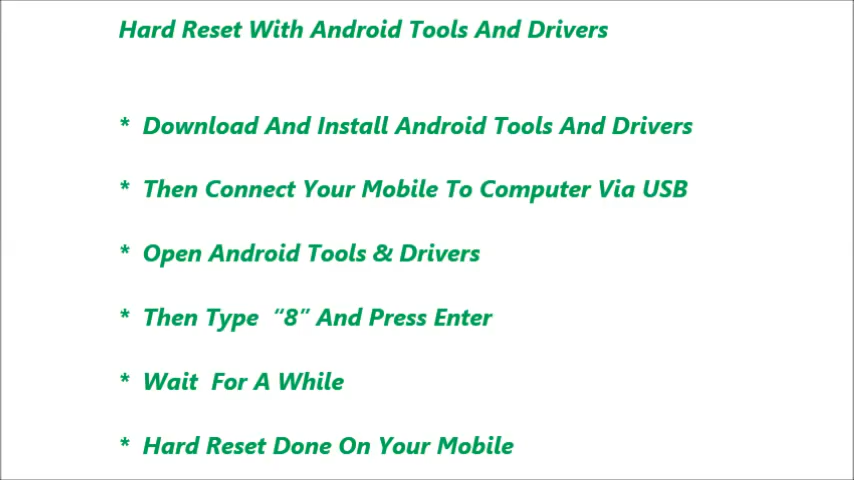 Hard Reset With Android Tools And Drivers
* Download And Install Android Tools And Drivers
* Then Connect Your Mobile To Computer Via USB
* Open Android Tools & Drivers
* Then Type “8” And Press Enter
* Wait For A While
* Hard Reset Done On Your Mobile